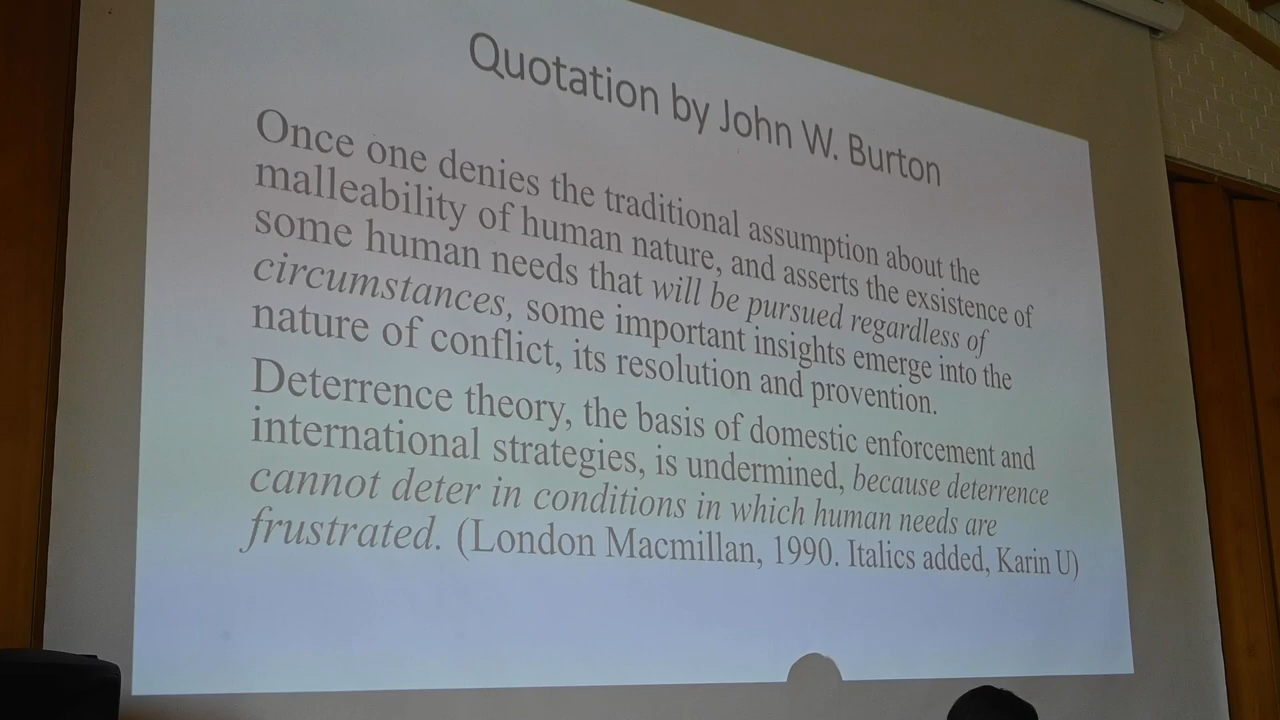 Quotation by John W. Burton
Once one denies the traditional assumption about the
malleability of human nature, and asserts the exsistence of
some human needs that will be pursued regardless of
circumstances, some important insights emerge into the
nature of conflict, its resolution and provention.
Deterrence theory, the basis of domestic enforcement and
international strategies, is undermined, because deterrence
cannot deter in conditions in which human needs are
frustrated. (London Macmillan, 1990. Italics added, Karin U)